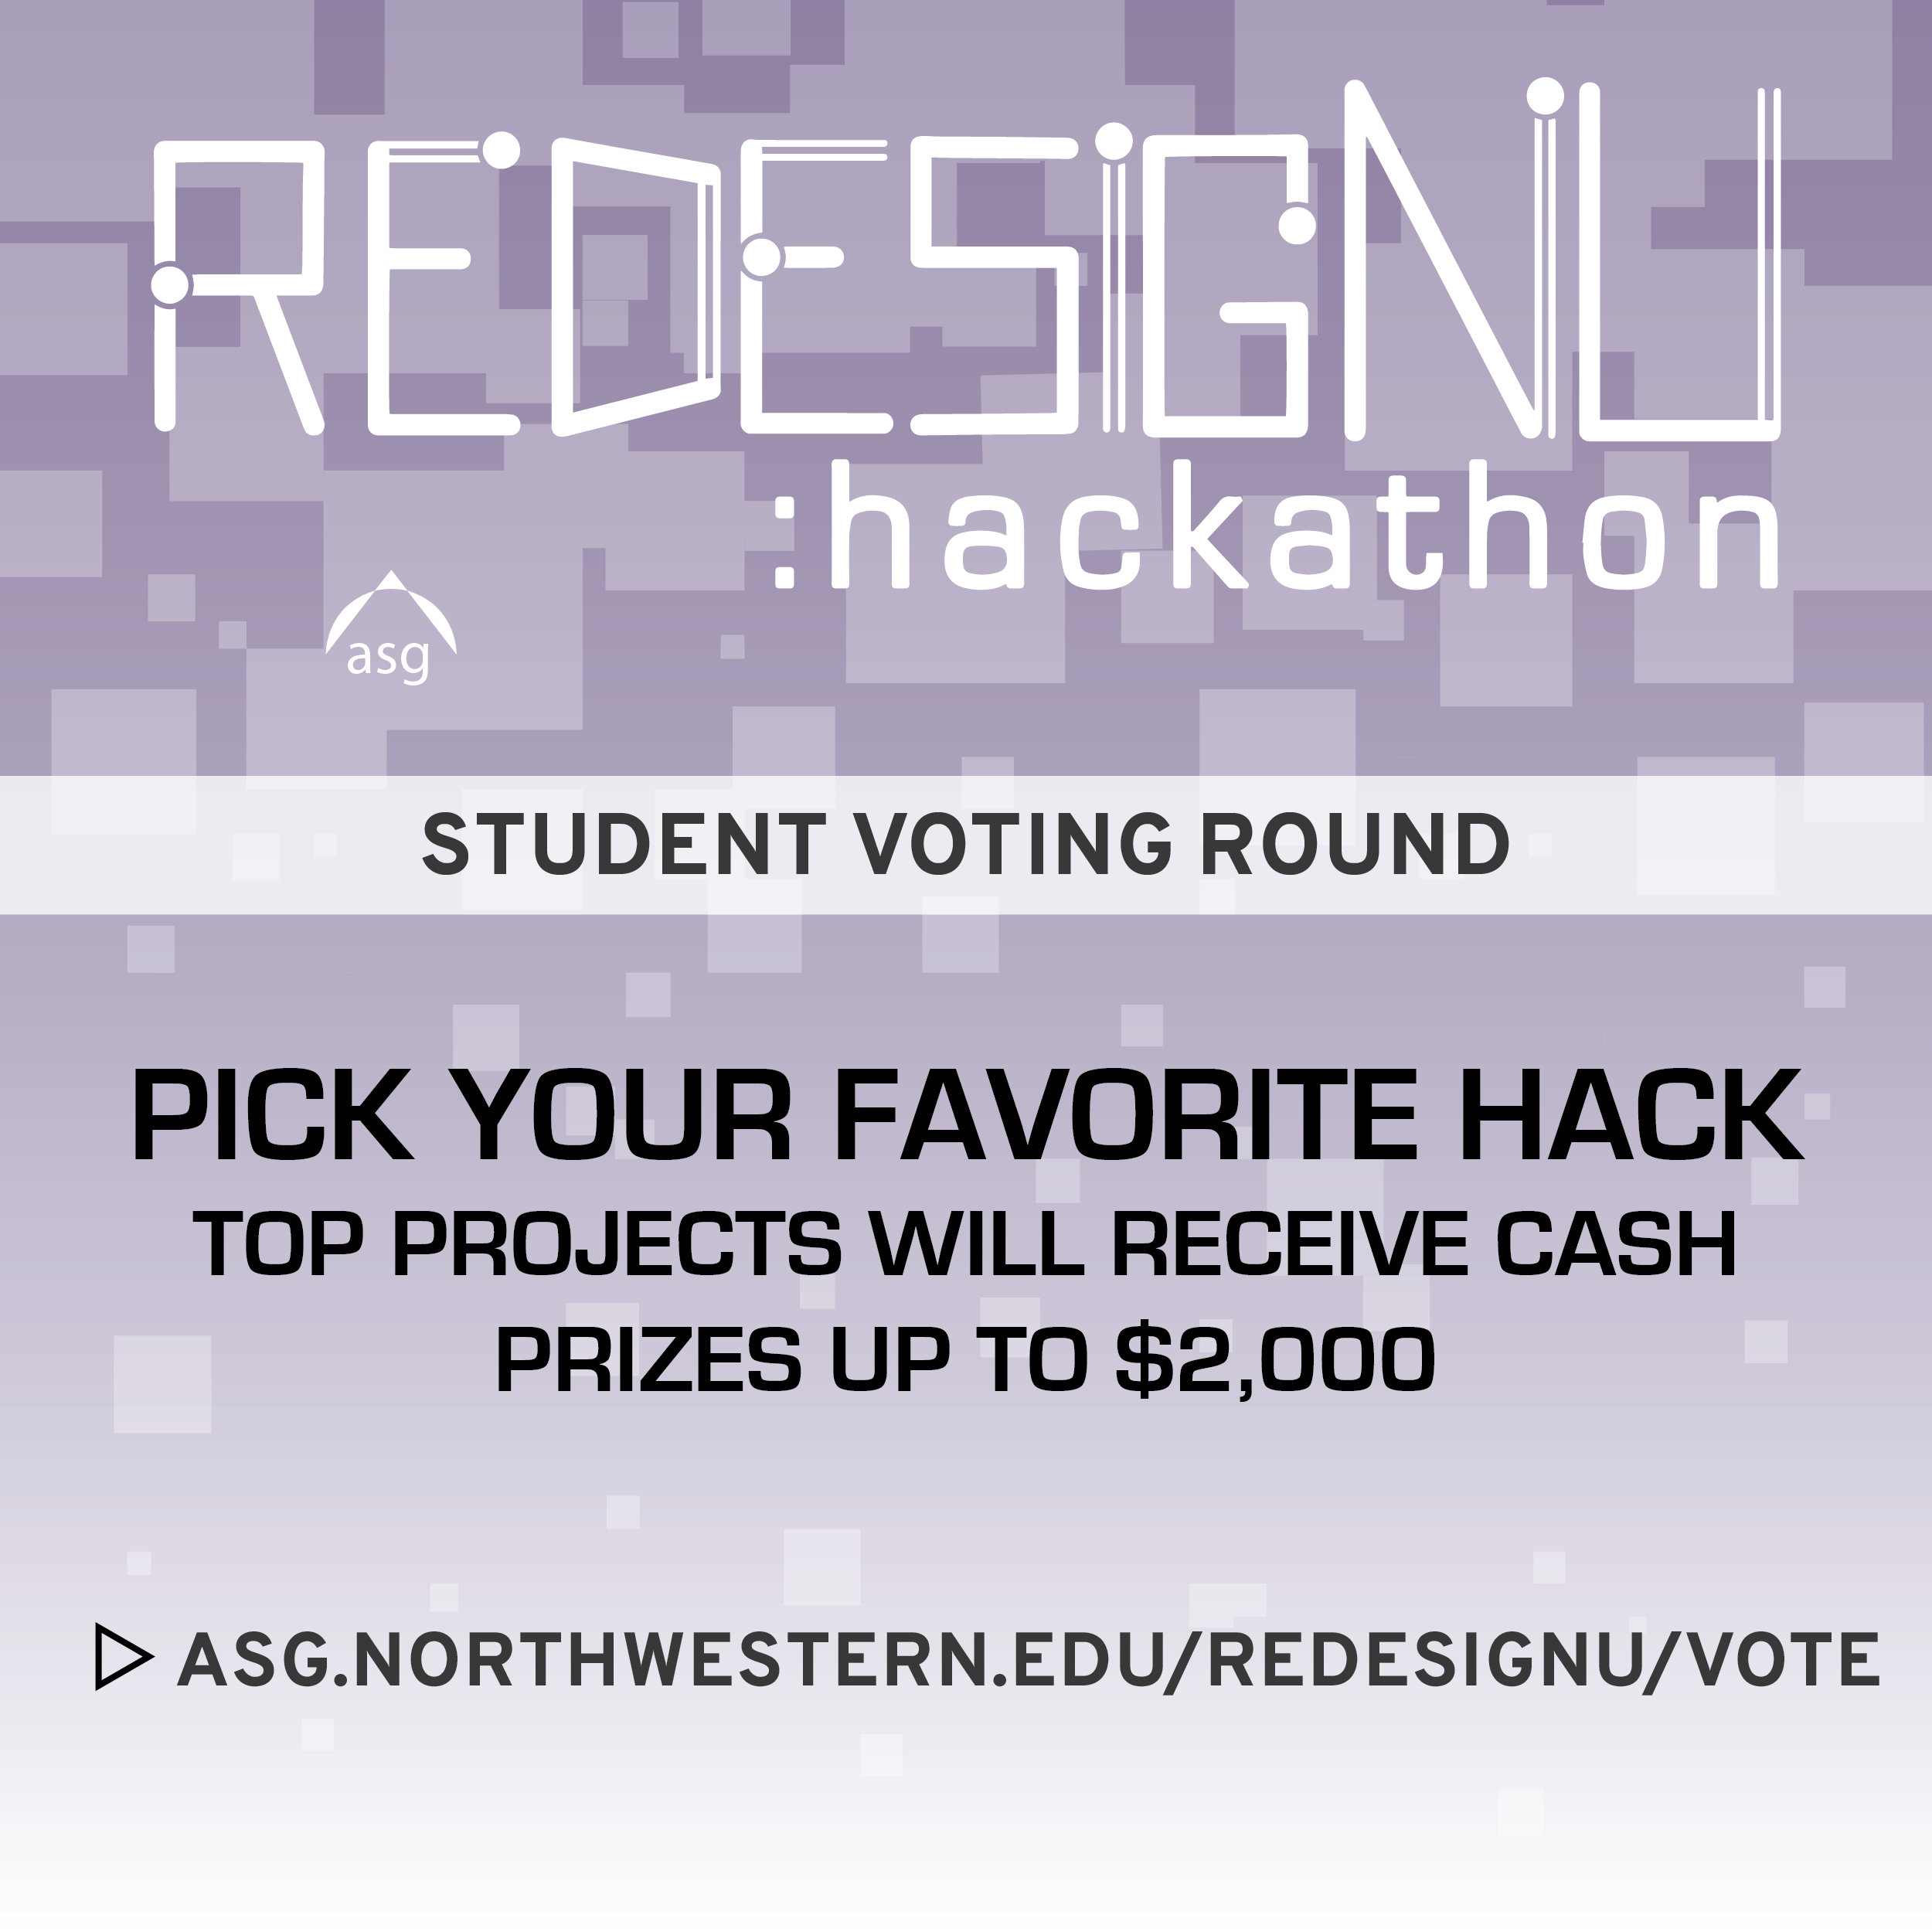 REDESiGNU
:hackathon
asg
STUDENT VOTING ROUND
PICK YOUR FAVORITE HACK
TOP PROJECTS WILL RECEIVE CASH
PRIZES UP TO $2,000
ASG.NORTHWESTERN.EDU/REDESIGNU/VOTE